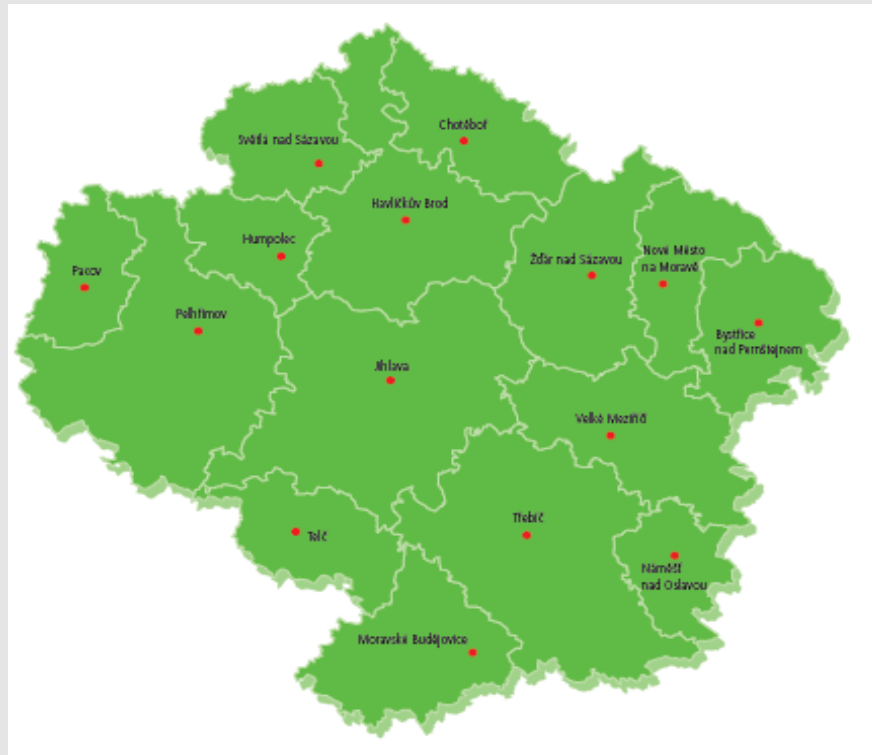 Chotěboř
Světlá nad Sázavou
Havlíčkův Brod
Humpolec
Nové Město
na Moravě
Žďár nad Sázavou
Pacov
Pelhřimov
Bystřice
nad Pernštejnem
Jihlava
Velké Meziříčí
Třebíč
Telč
Náměšť
nad Oslavou
Moravské Budějovice